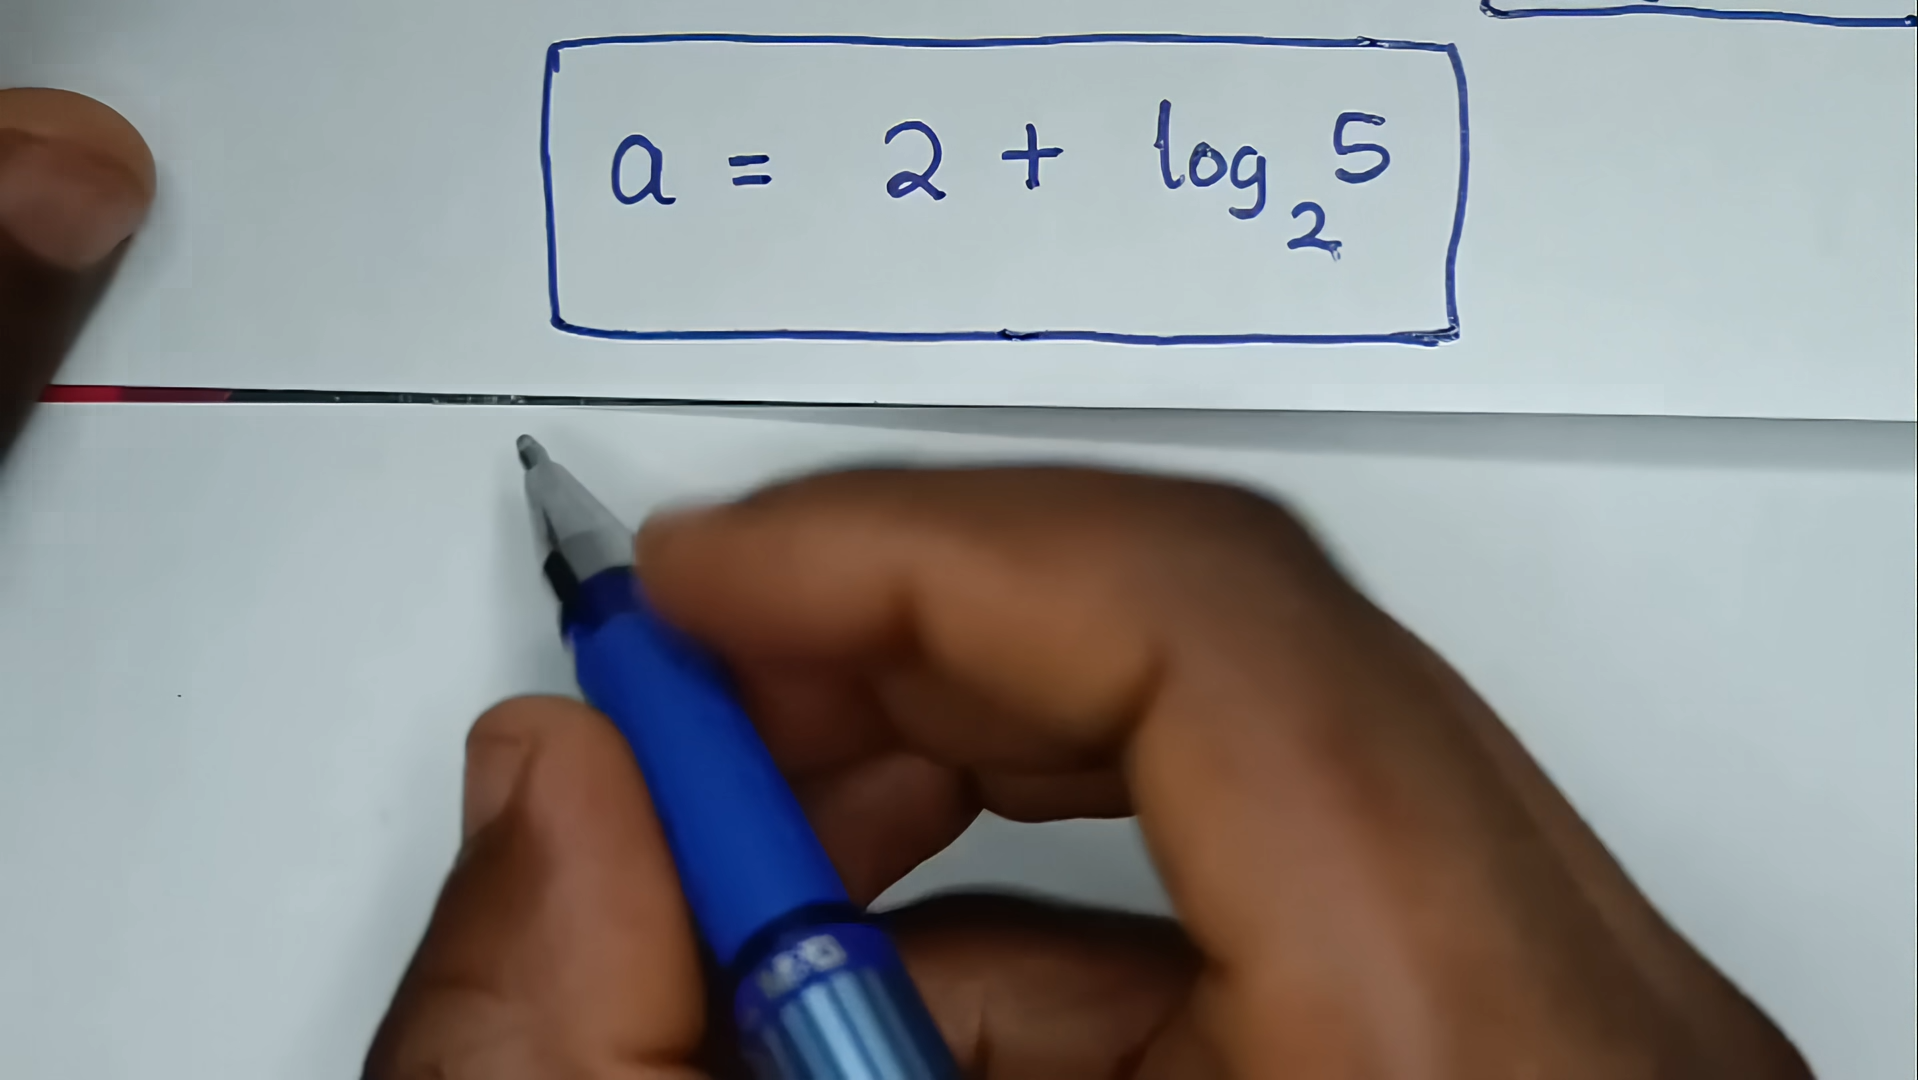 a = 2 + log₂5